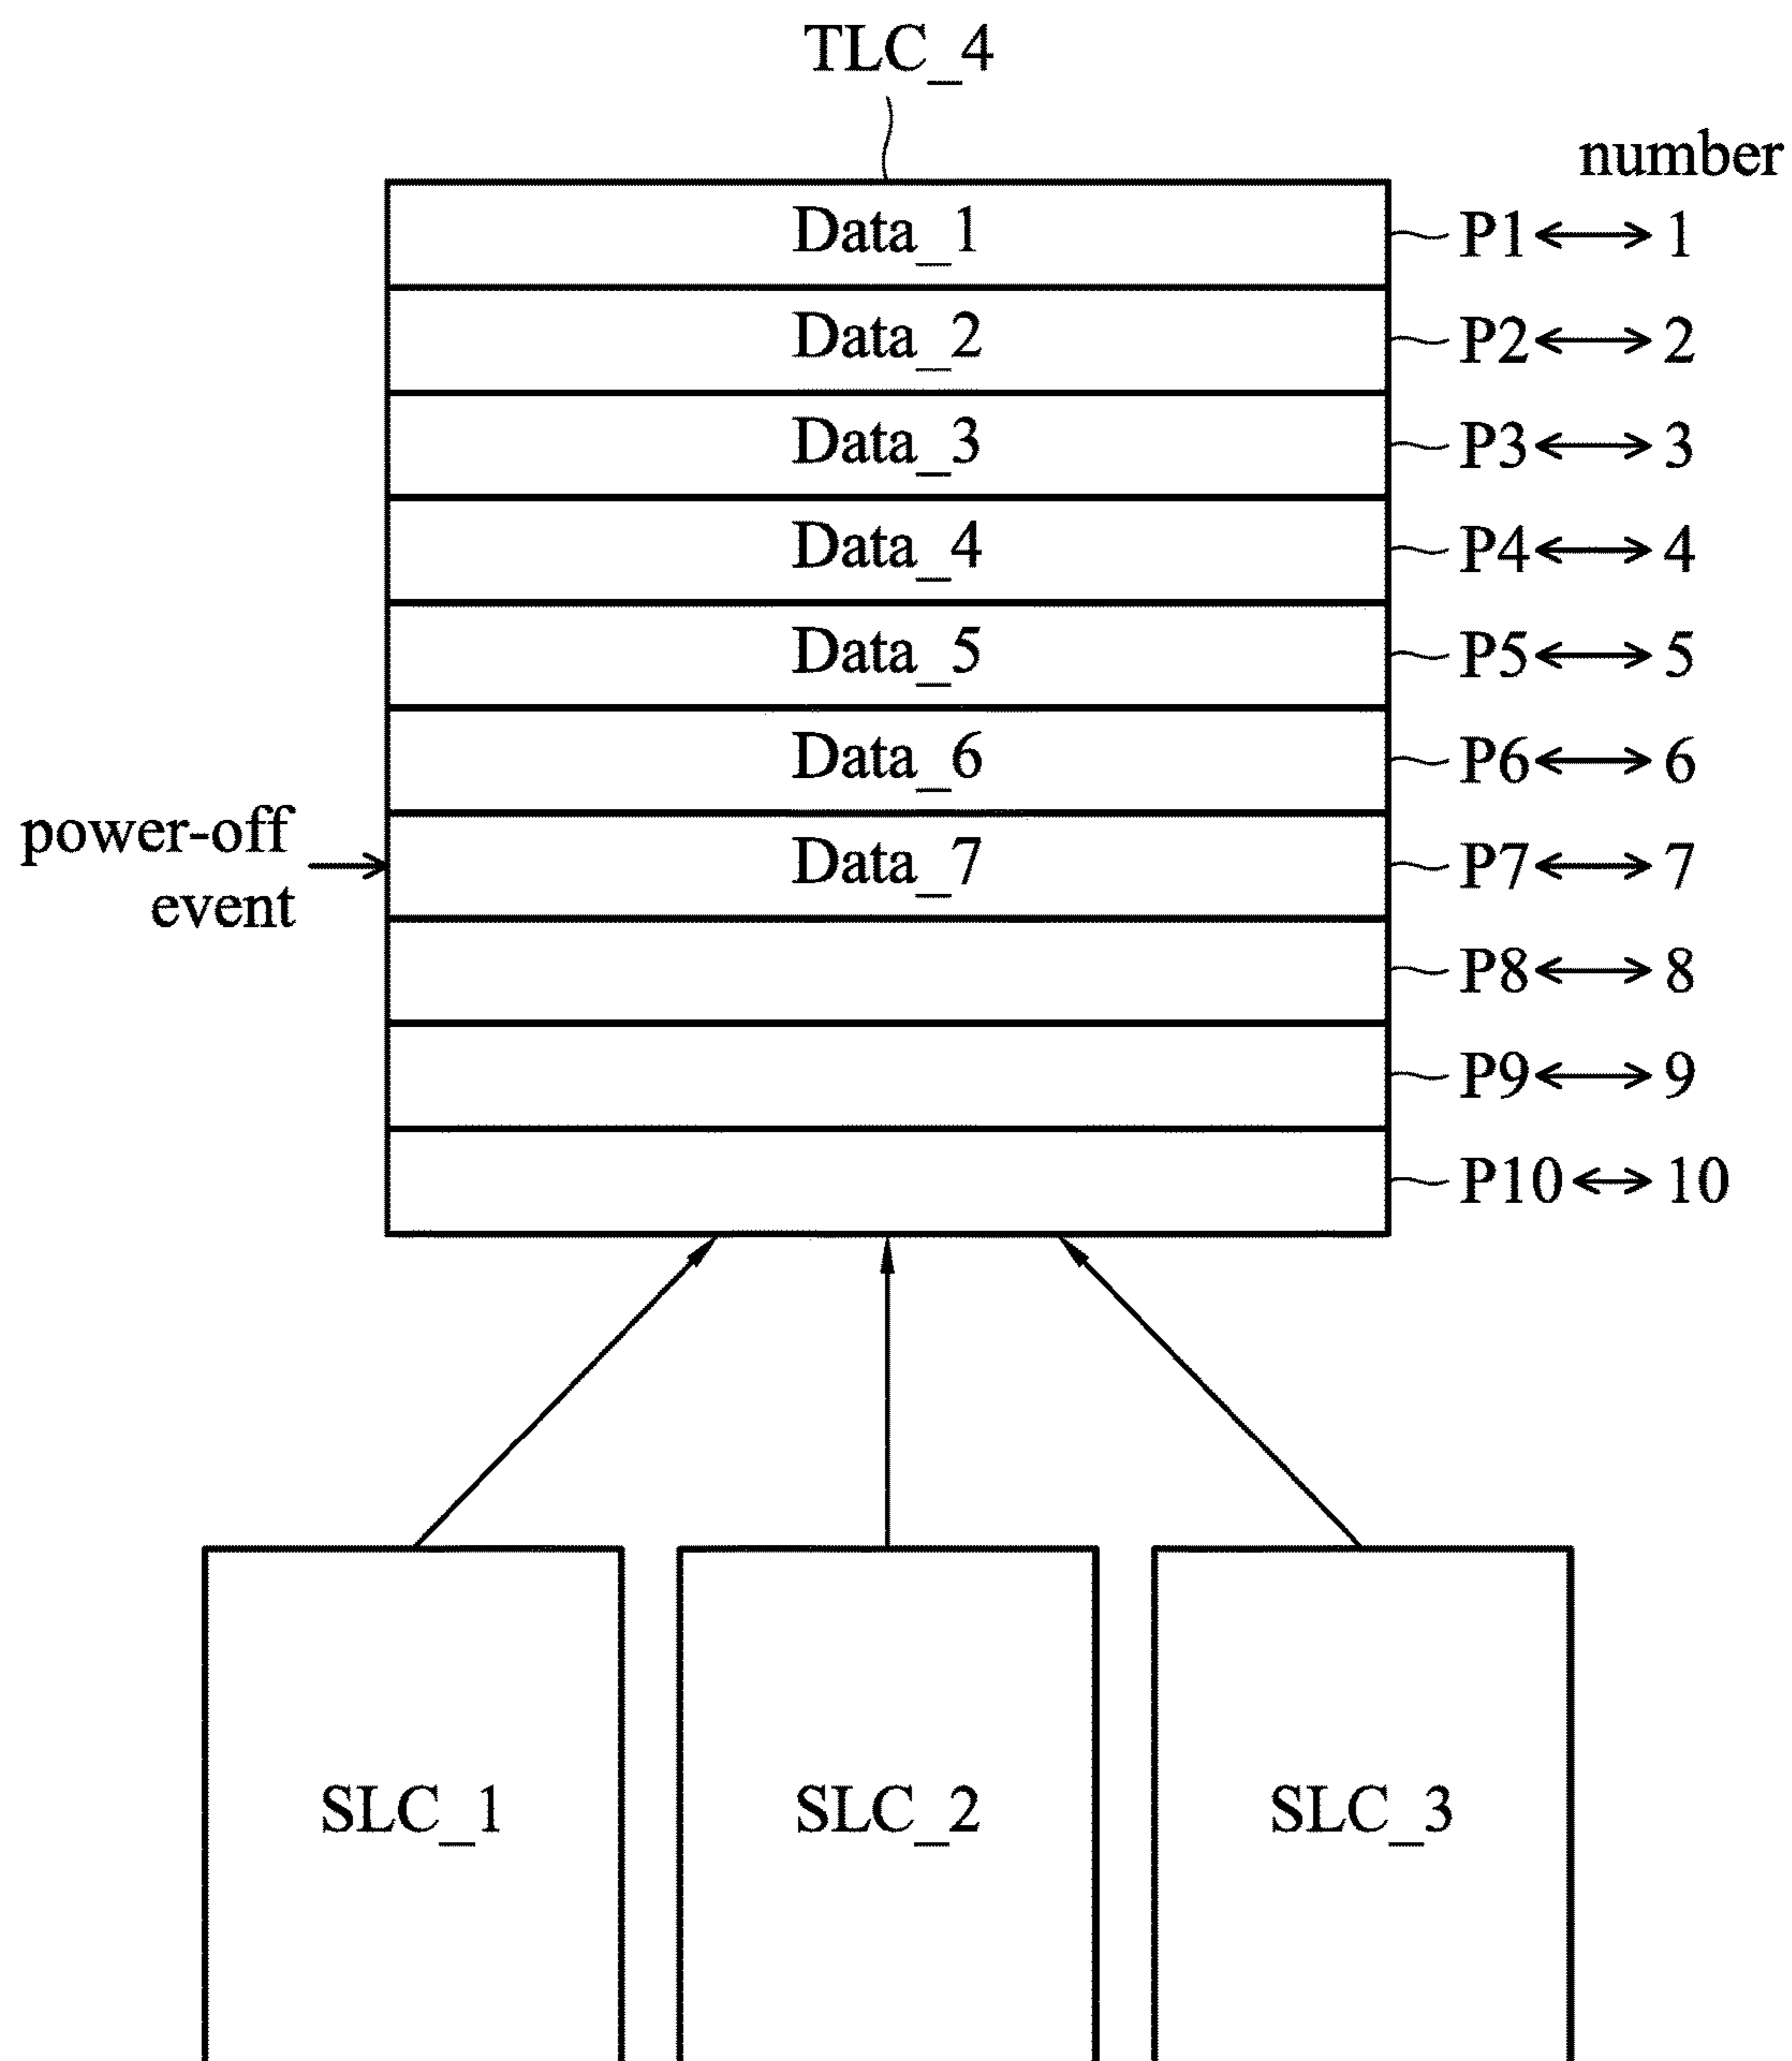 TLC_4
number
Data_1 P1 1
Data_2 P2 2
Data_3 P3 3
Data_4 P4 4
Data_5 P5 5
Data_6 P6 6
power-off
event
Data_7 P7 7
P8 8
P9 9
P10 10
SLC_1 SLC_2 SLC_3